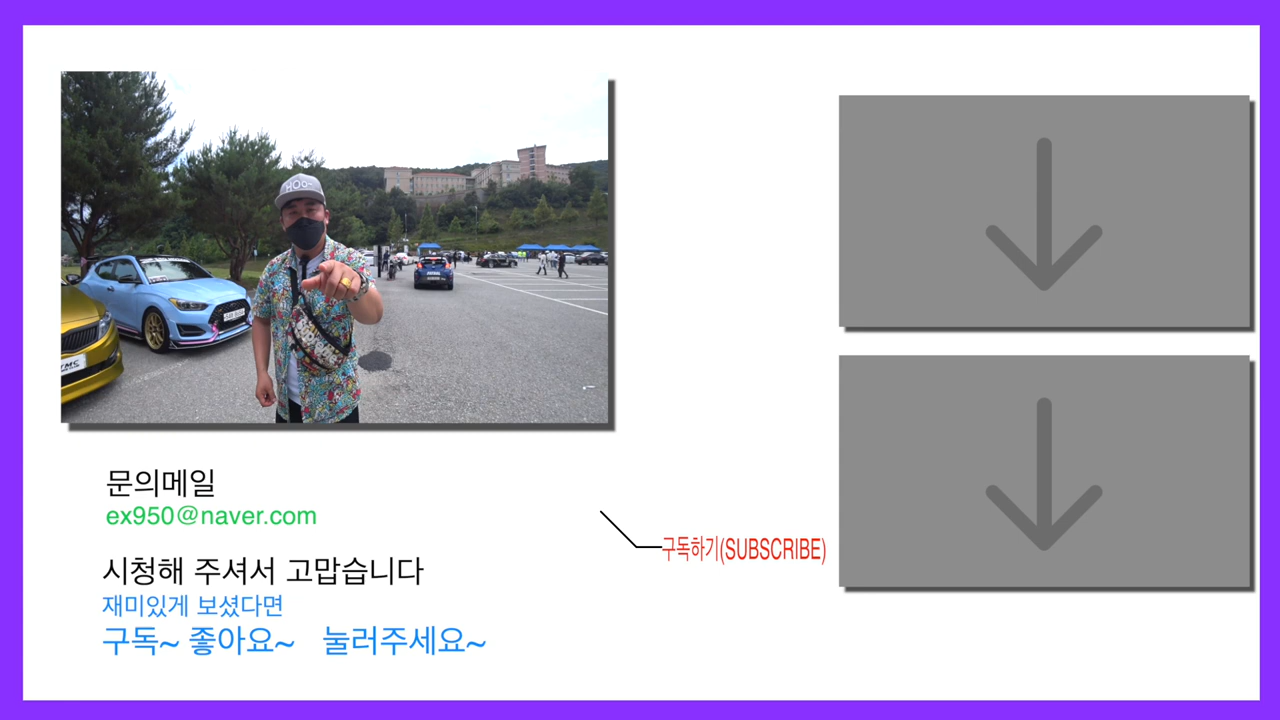 HOO~
문의메일
ex950@naver.com
시청해 주셔서 고맙습니다
재미있게 보셨다면
구독~ 좋아요~ 눌러주세요~
구독하기(SUBSCRIBE)